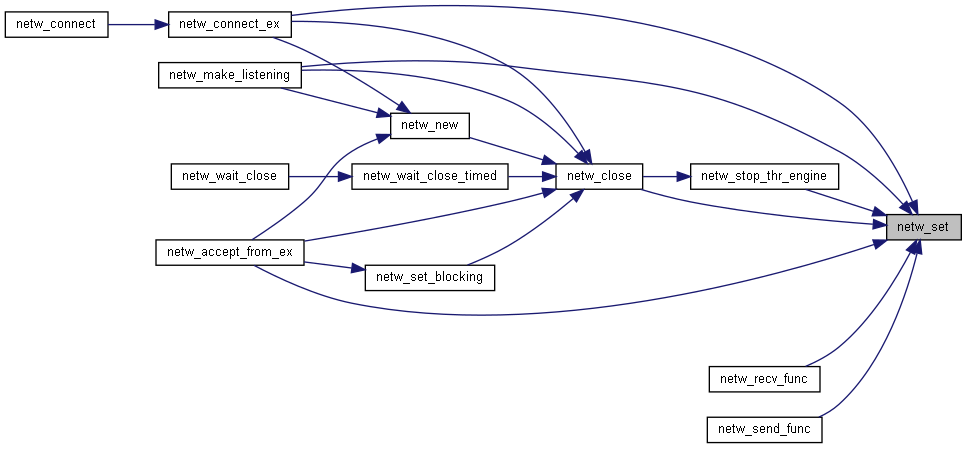 netw_connect
netw_connect_ex
netw_make_listening
netw_new
netw_wait_close
netw_wait_close_timed
netw_close
netw_stop_thr_engine
netw_set
netw_accept_from_ex
netw_set_blocking
netw_recv_func
netw_send_func